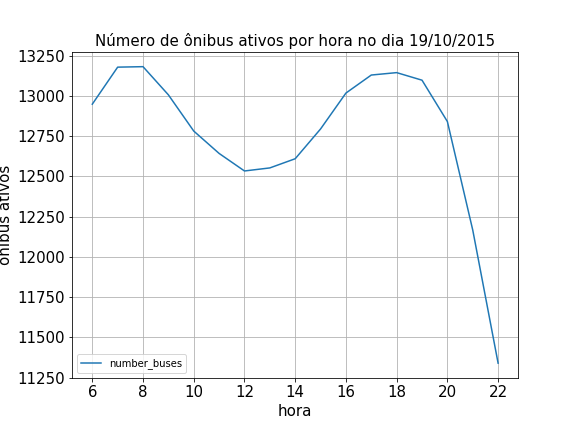 Número de ônibus ativos por hora no dia 19/10/2015
13250
13000
12750
12500
12250
12000
11750
11500
11250
ônibus ativos
number_buses
6 8 10 12 14 16 18 20 22
hora